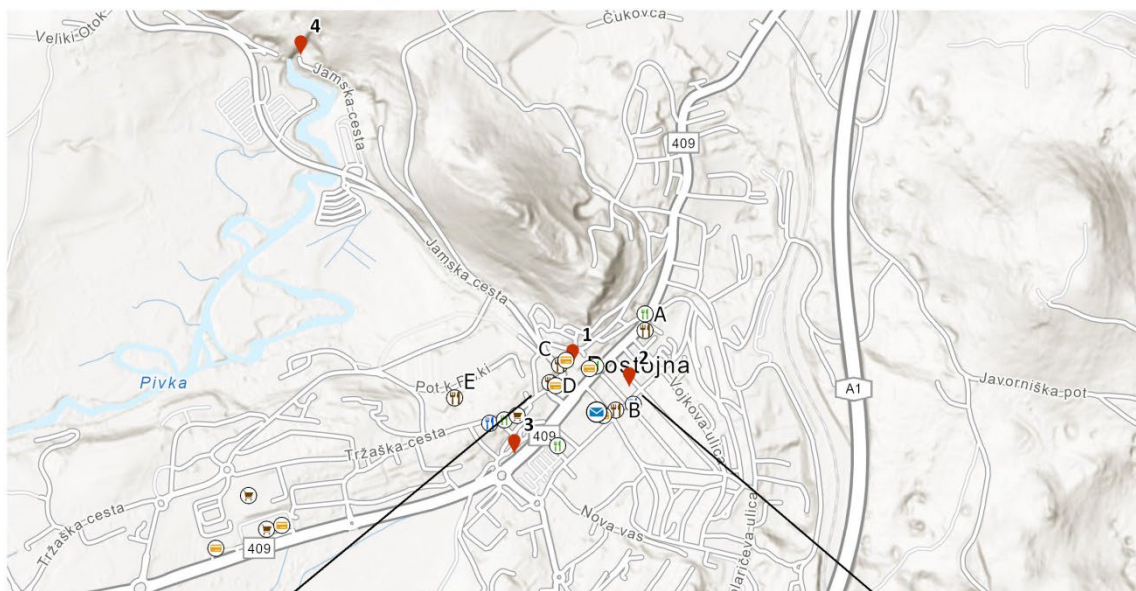 Veliki Otok
4
Čukovca
Jamska cesta
409
Jamska cesta
A
1
C
2
Postojna
Pivka
Pot k
E
D
Vojkova ulica
A1
Javorniška pot
B
3
409
Tržaška cesta
Tržaška cesta
Nova vas
409